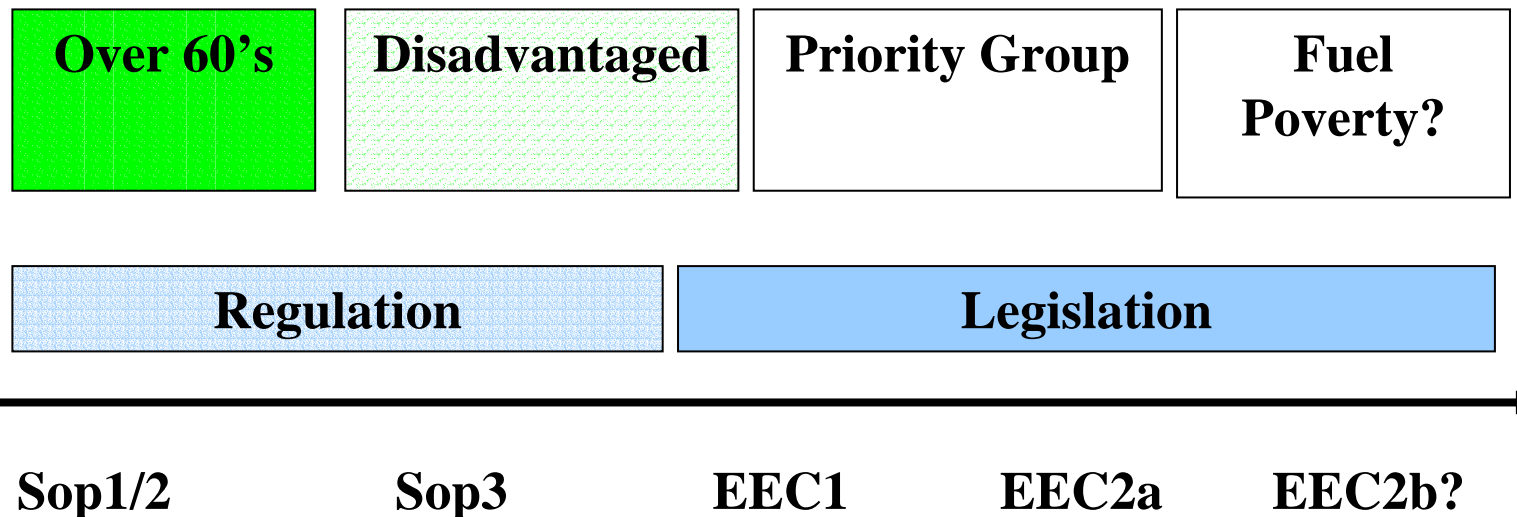 Over 60’s
Disadvantaged
Priority Group
Fuel
Poverty?
Regulation
Legislation
Sop1/2
Sop3
EEC1
EEC2a
EEC2b?